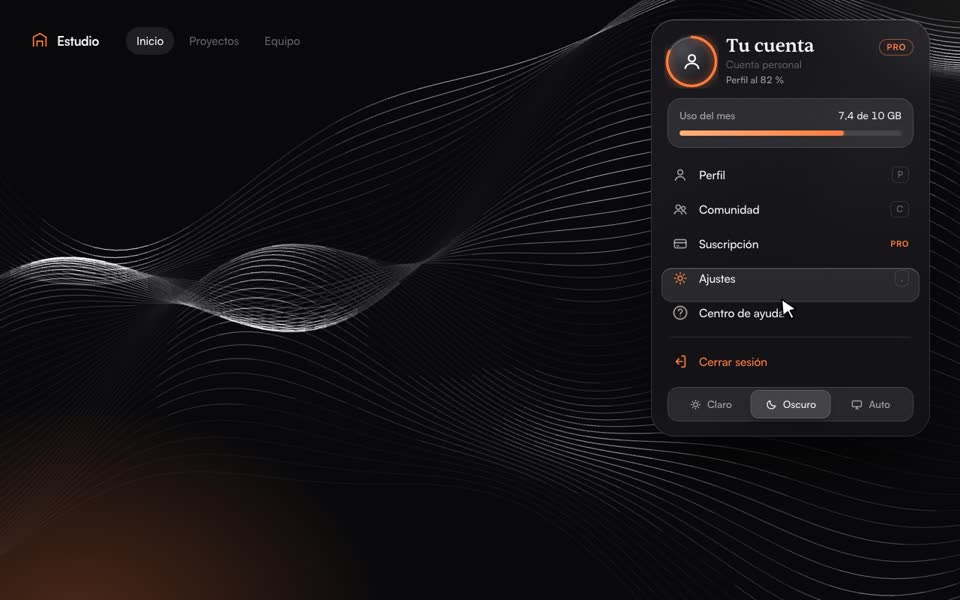 Estudio
Inicio
Proyectos
Equipo
Tu cuenta
PRO
Cuenta personal
Perfil al 82 %
Uso del mes
7,4 de 10 GB
Perfil
P
Comunidad
C
Suscripción
PRO
Ajustes
Centro de ayuda
Cerrar sesión
Claro
Oscuro
Auto